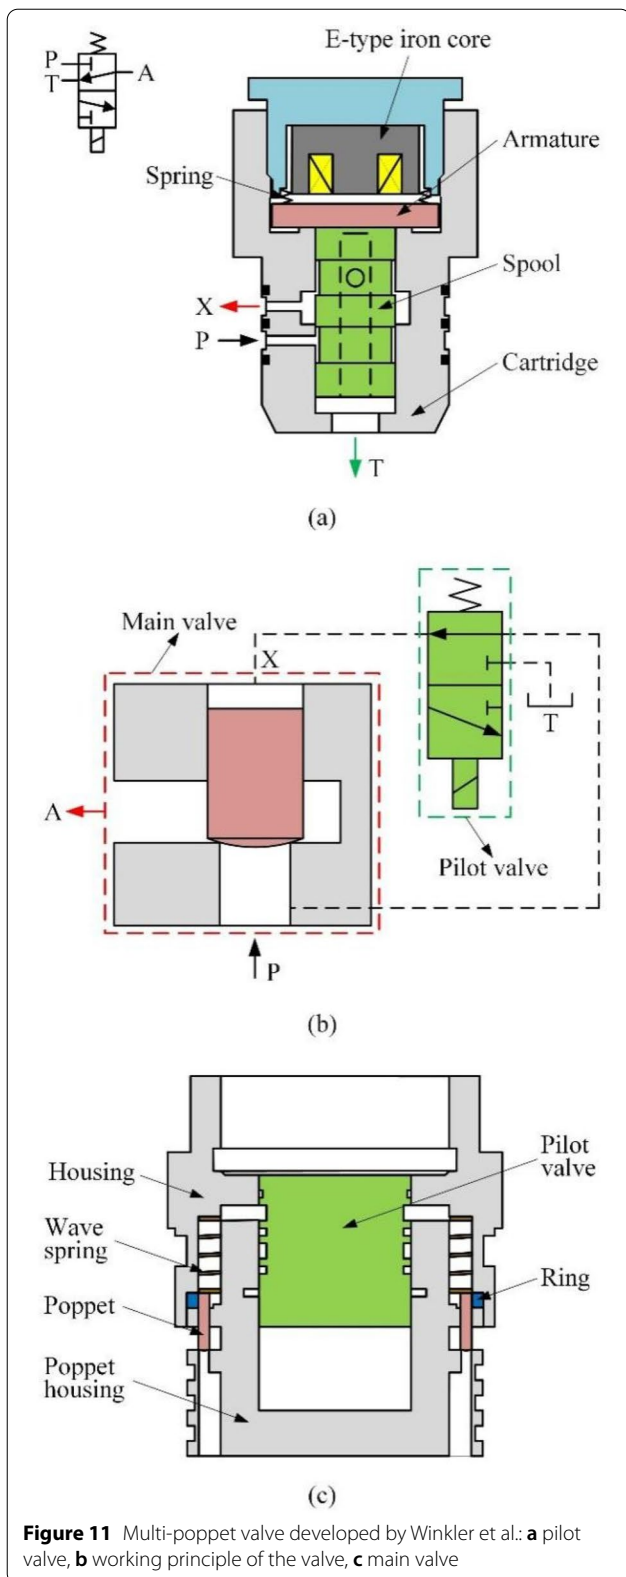 P
T
A
E-type iron core
Armature
Spring
Spool
X
P
Cartridge
T
(a)
Main valve
X
T
A
Pilot valve
P
(b)
Pilot
valve
Housing
Wave
spring
Ring
Poppet
Poppet
housing
(c)
Figure 11 Multi-poppet valve developed by Winkler et al.: a pilot
valve, b working principle of the valve, c main valve